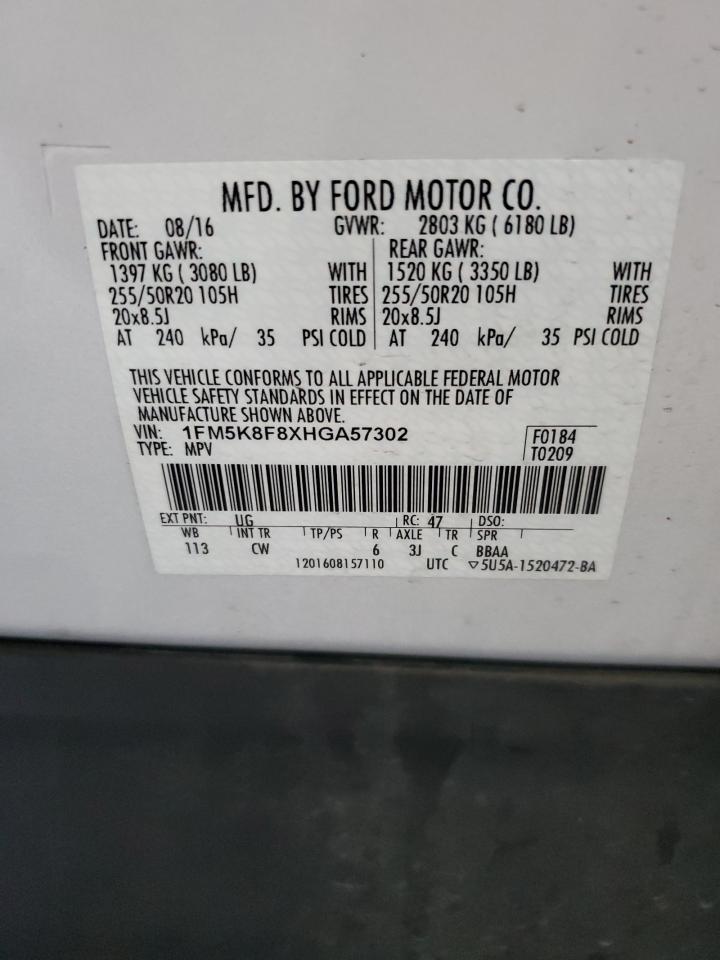 MFD. BY FORD MOTOR CO.
DATE: 08/16 GVWR: 2803 KG ( 6180 LB)
FRONT GAWR: REAR GAWR:
1397 KG ( 3080 LB) WITH 1520 KG ( 3350 LB) WITH
255/50R20 105H TIRES 255/50R20 105H TIRES
20x8.5J RIMS 20x8.5J RIMS
AT 240 kPa/ 35 PSI COLD AT 240 kPa/ 35 PSI COLD
THIS VEHICLE CONFORMS TO ALL APPLICABLE FEDERAL MOTOR
VEHICLE SAFETY STANDARDS IN EFFECT ON THE DATE OF
MANUFACTURE SHOWN ABOVE.
VIN: 1FM5K8F8XHGA57302 F0184
TYPE: MPV T0209
EXT PNT: UG RC: 47 DSO:
WB INT TR TP/PS R AXLE TR SPR
113 CW 6 3J C BBAA
1201608157110 UTC ▽5U5A-1520472-BA